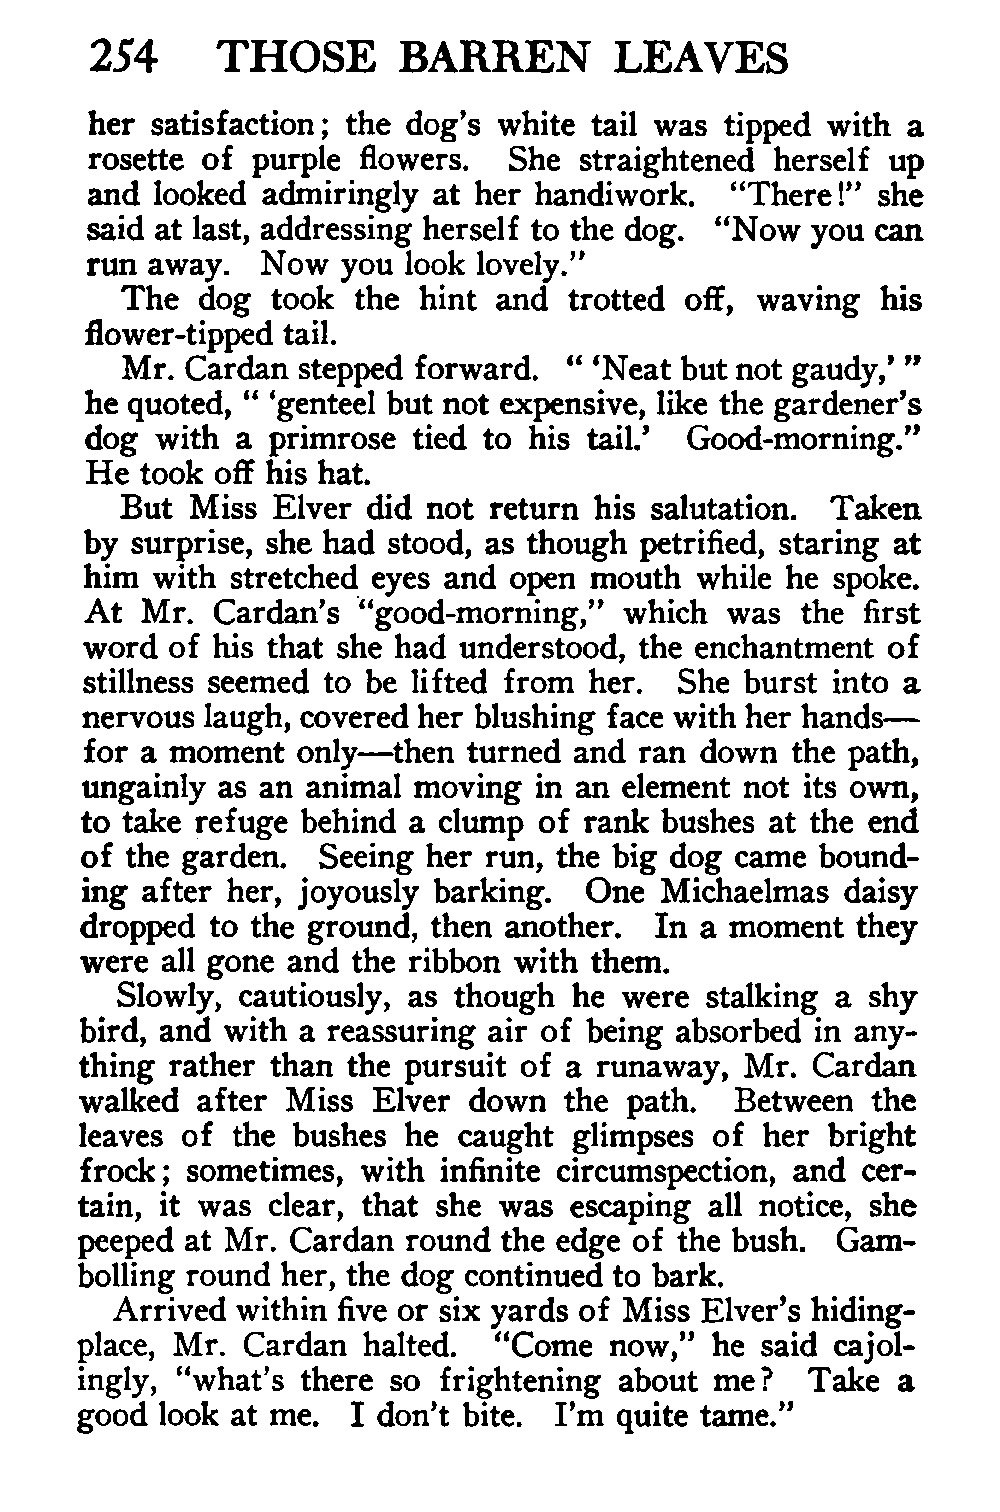 254 THOSE BARREN LEAVES
her satisfaction; the dog's white tail was tipped with a
rosette of purple flowers. She straightened herself up
and looked admiringly at her handiwork. "There!" she
said at last, addressing herself to the dog. "Now you can
run away. Now you look lovely."
The dog took the hint and trotted off, waving his
flower-tipped tail.
Mr. Cardan stepped forward. " 'Neat but not gaudy,' "
he quoted, " 'genteel but not expensive, like the gardener's
dog with a primrose tied to his tail.' Good-morning."
He took off his hat.
But Miss Elver did not return his salutation. Taken
by surprise, she had stood, as though petrified, staring at
him with stretched eyes and open mouth while he spoke.
At Mr. Cardan's "good-morning," which was the first
word of his that she had understood, the enchantment of
stillness seemed to be lifted from her. She burst into a
nervous laugh, covered her blushing face with her hands—
for a moment only—then turned and ran down the path,
ungainly as an animal moving in an element not its own,
to take refuge behind a clump of rank bushes at the end
of the garden. Seeing her run, the big dog came bound-
ing after her, joyously barking. One Michaelmas daisy
dropped to the ground, then another. In a moment they
were all gone and the ribbon with them.
Slowly, cautiously, as though he were stalking a shy
bird, and with a reassuring air of being absorbed in any-
thing rather than the pursuit of a runaway, Mr. Cardan
walked after Miss Elver down the path. Between the
leaves of the bushes he caught glimpses of her bright
frock; sometimes, with infinite circumspection, and cer-
tain, it was clear, that she was escaping all notice, she
peeped at Mr. Cardan round the edge of the bush. Gam-
bolling round her, the dog continued to bark.
Arrived within five or six yards of Miss Elver's hiding-
place, Mr. Cardan halted. "Come now," he said cajol-
ingly, "what's there so frightening about me? Take a
good look at me. I don't bite. I'm quite tame."